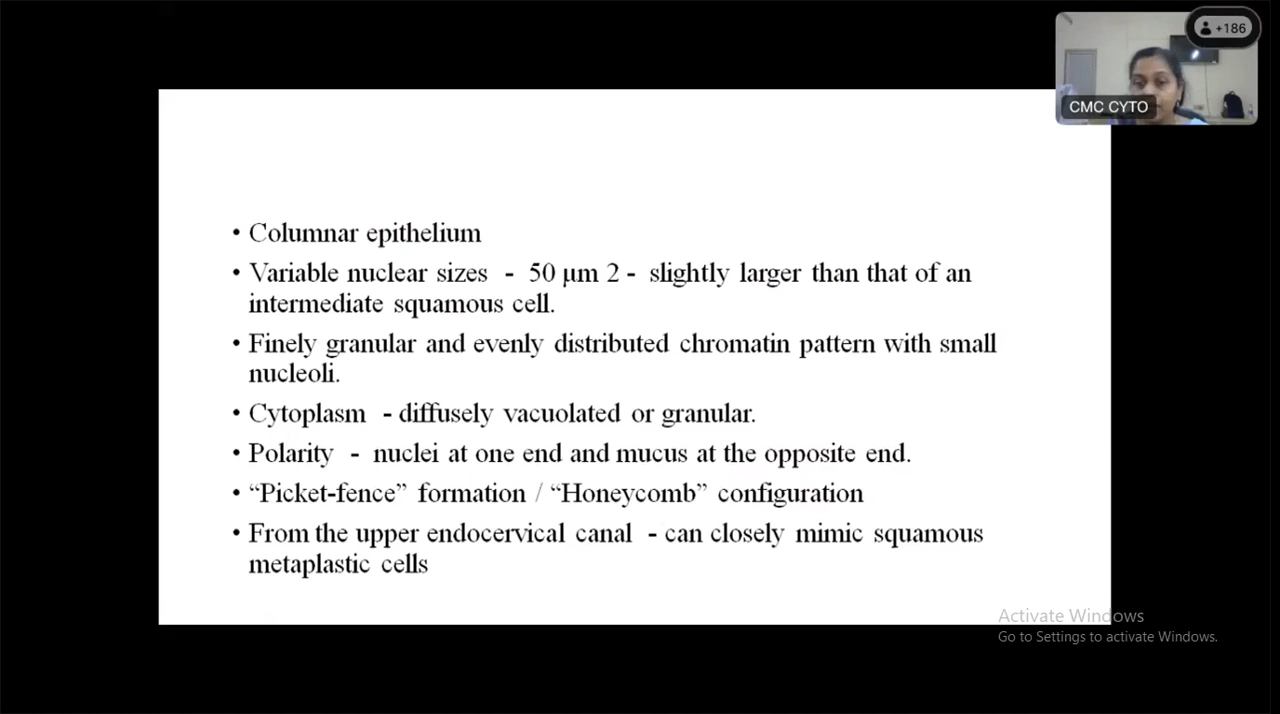 +186
CMC CYTO
• Columnar epithelium
• Variable nuclear sizes - 50 µm 2 - slightly larger than that of an
intermediate squamous cell.
• Finely granular and evenly distributed chromatin pattern with small
nucleoli.
• Cytoplasm - diffusely vacuolated or granular.
• Polarity - nuclei at one end and mucus at the opposite end.
• “Picket-fence” formation / “Honeycomb” configuration
• From the upper endocervical canal - can closely mimic squamous
metaplastic cells
Activate Windows
Go to Settings to activate Windows.